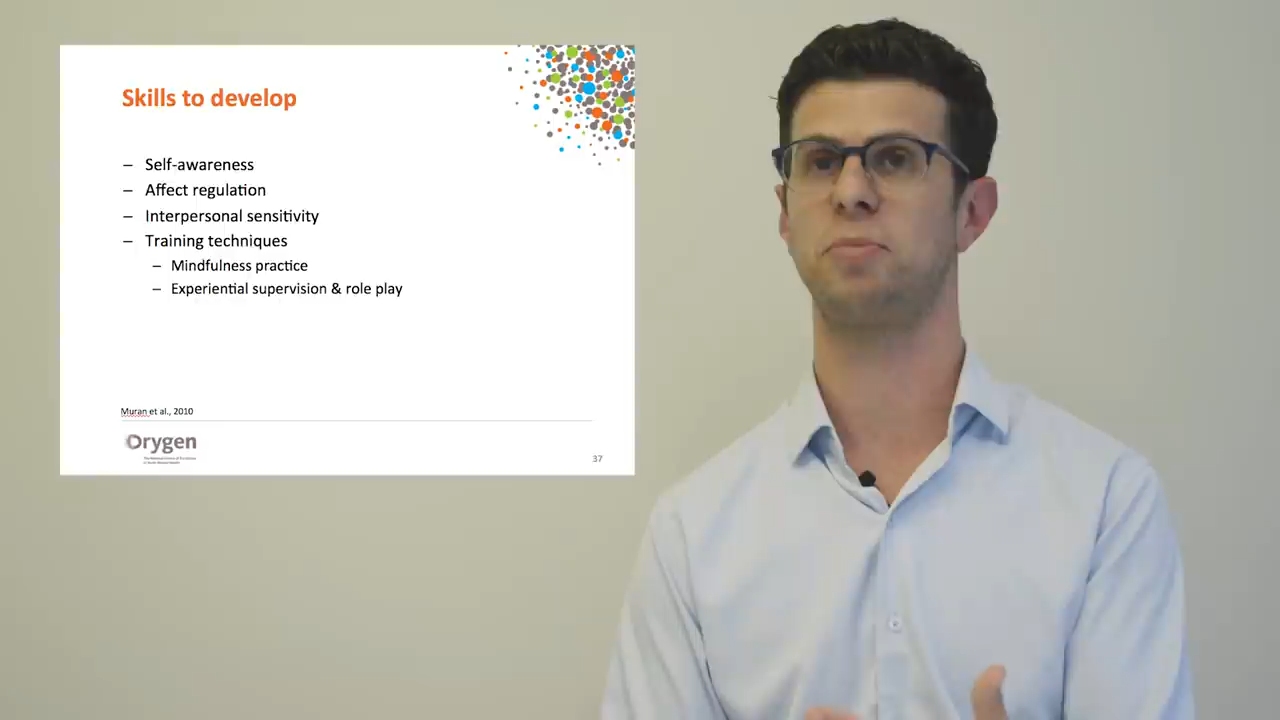 Skills to develop
– Self-awareness
– Affect regulation
– Interpersonal sensitivity
– Training techniques
– Mindfulness practice
– Experiential supervision & role play
Muran et al., 2010
Orygen
37